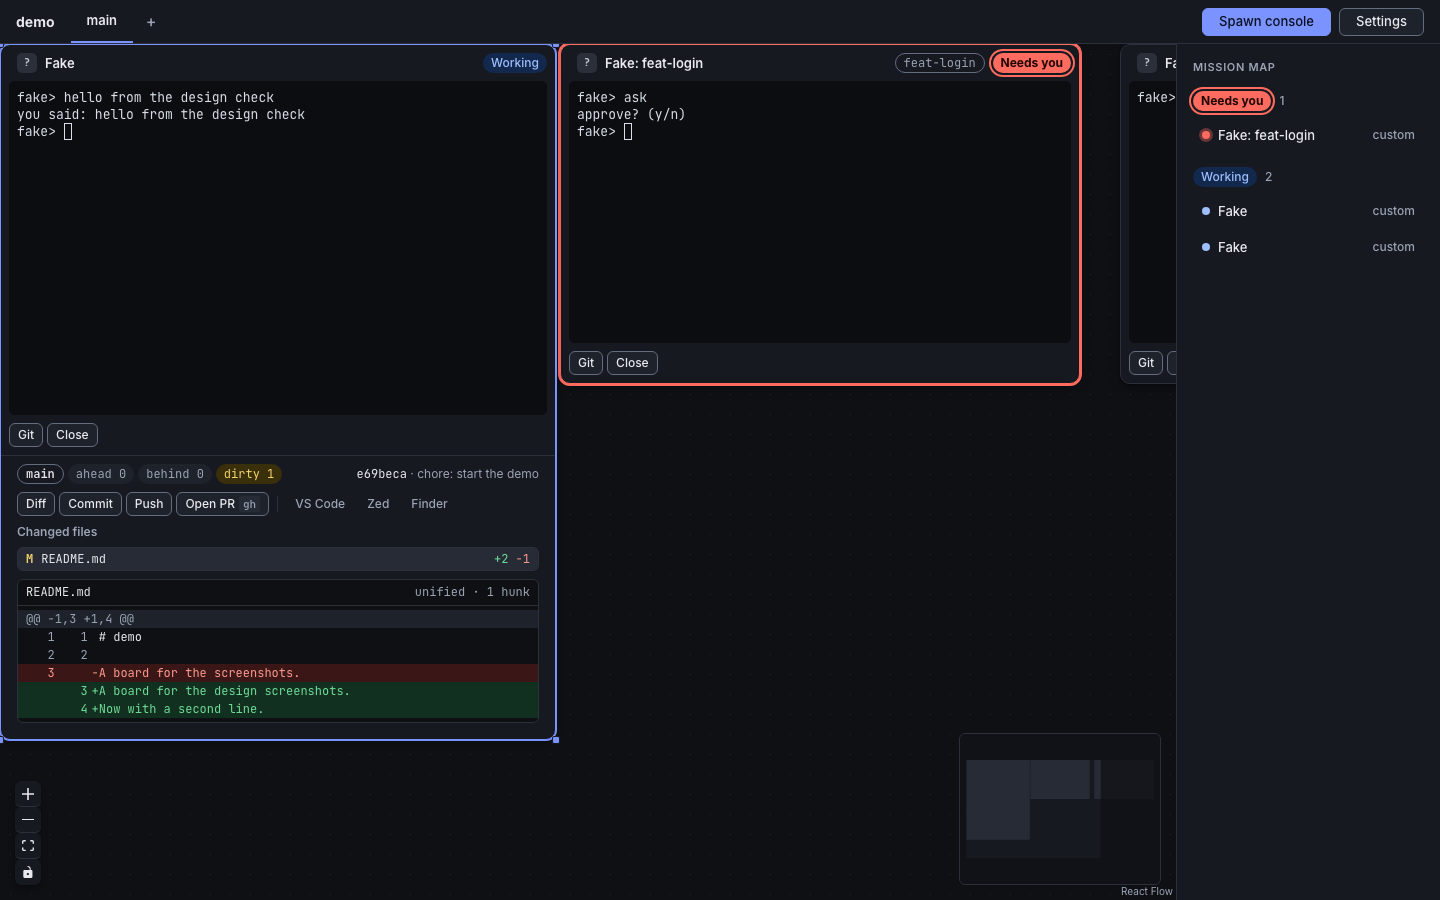 demo main + Spawn console Settings
? Fake Working
fake> hello from the design check
you said: hello from the design check
fake>
Git Close
main ahead 0 behind 0 dirty 1 e69beca · chore: start the demo
Diff Commit Push Open PR gh VS Code Zed Finder
Changed files
M README.md +2 -1
README.md unified · 1 hunk
@@ -1,3 +1,4 @@
1 1 # demo
2 2
3 -A board for the screenshots.
3 +A board for the design screenshots.
4 +Now with a second line.
? Fake: feat-login feat-login Needs you
fake> ask
approve? (y/n)
fake>
Git Close
? Fa
fake>
Git
MISSION MAP
Needs you 1
Fake: feat-login custom
Working 2
Fake custom
Fake custom
React Flow